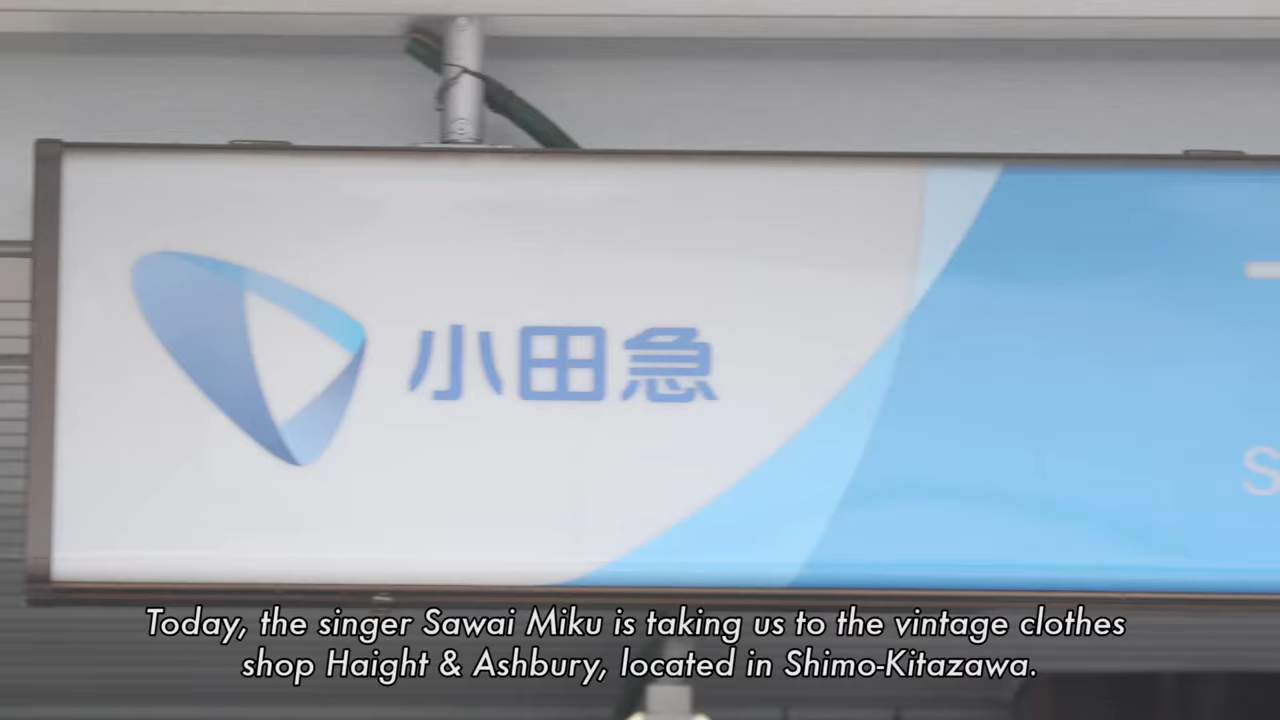 小田急
Today, the singer Sawai Miku is taking us to the vintage clothes
shop Haight & Ashbury, located in Shimo-Kitazawa.